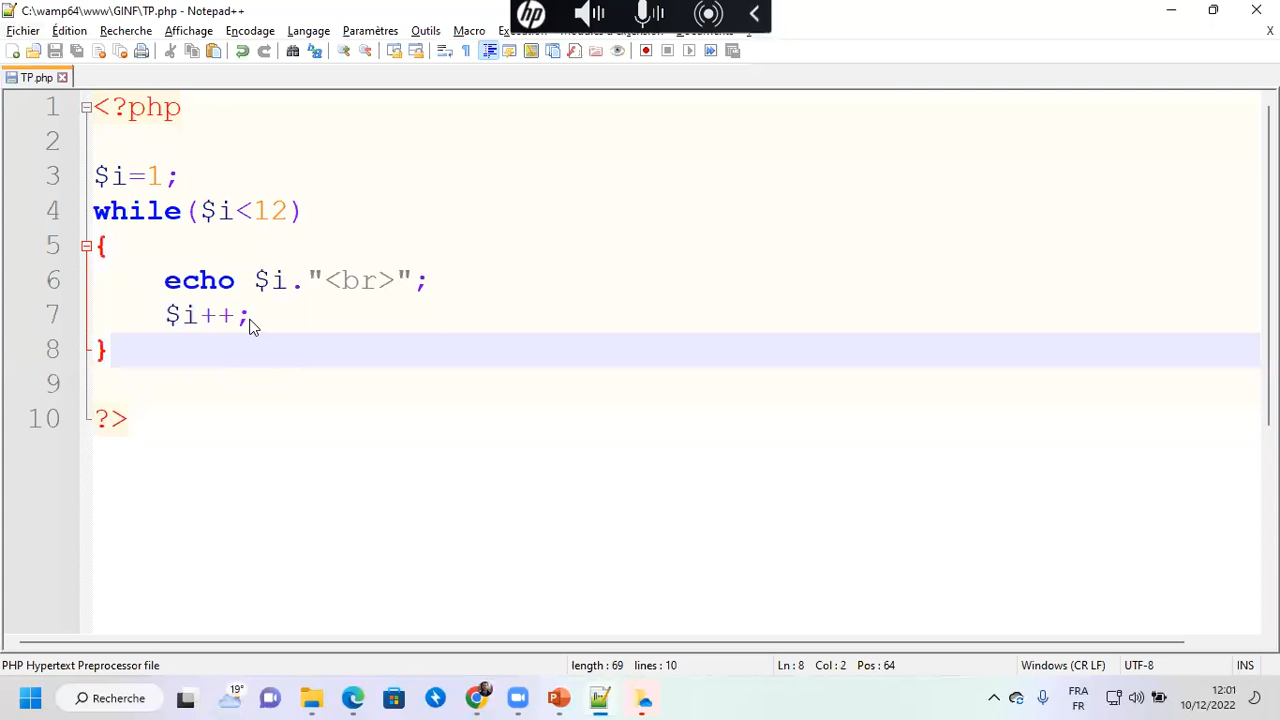 C:\wamp64\www\GINF\TP.php - Notepad++
hp
Fichier Édition Recherche Affichage Encodage Langage Paramètres Outils Macro
TP.php
1 <?php
2
3 $i=1;
4 while($i<12)
5 {
6 echo $i."<br>";
7 $i++;
8 }
9
10 ?>
PHP Hypertext Preprocessor file length : 69 lines : 10 Ln : 8 Col : 2 Pos : 64 Windows (CR LF) UTF-8 INS
19° Recherche FRA 12:01
FR 10/12/2022